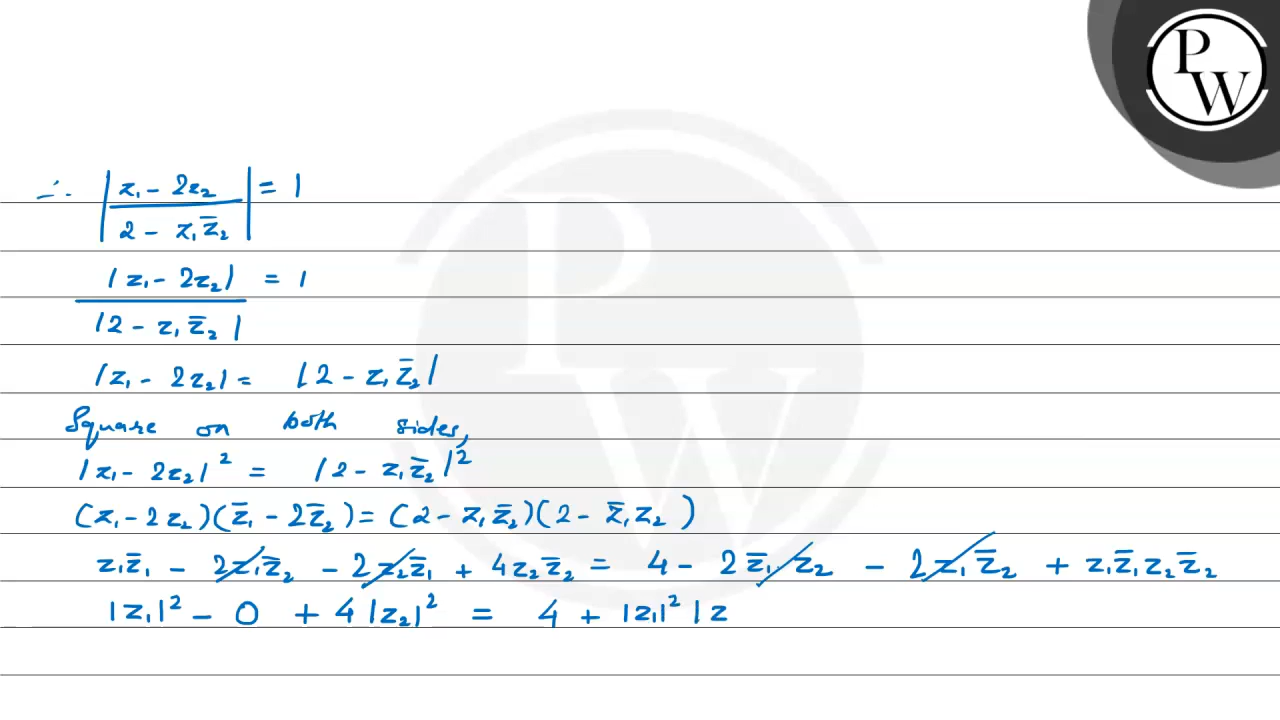 PW
∴ |z₁ - 2z₂ / 2 - z₁z̄₂| = 1
|z₁ - 2z₂| / |2 - z₁z̄₂| = 1
|z₁ - 2z₂| = |2 - z₁z̄₂|
Square on both sides,
|z₁ - 2z₂|² = |2 - z₁z̄₂|²
(z₁ - 2z₂)(z̄₁ - 2z̄₂) = (2 - z₁z̄₂)(2 - z̄₁z₂)
z₁z̄₁ - 2z₁z̄₂ - 2z₂z̄₁ + 4z₂z̄₂ = 4 - 2z̄₁z₂ - 2z₁z̄₂ + z₁z̄₁z₂z̄₂
|z₁|² - 0 + 4|z₂|² = 4 + |z₁|²|z